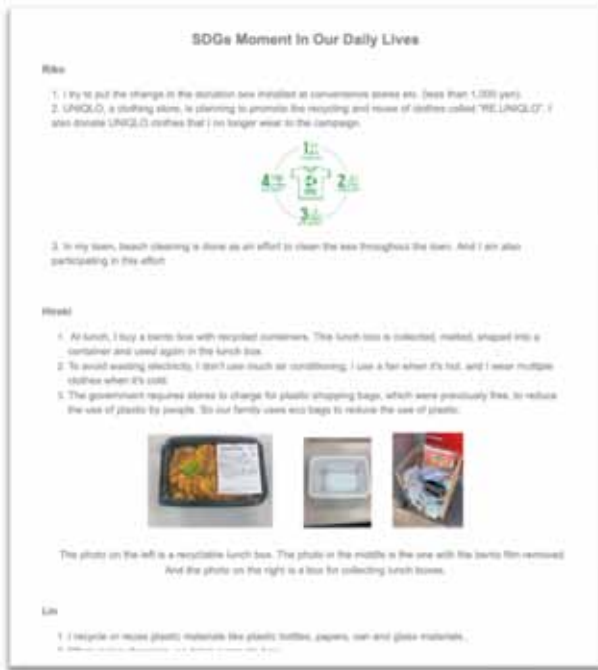 SDGs Moment In Our Daily Lives
Riko
1. I try to put the change in the donation box installed at convenience stores etc. (less than 1,000 yen).
2. UNIQLO, a clothing store, is planning to promote the recycling and reuse of clothes called "RE.UNIQLO". I
also donate UNIQLO clothes that I no longer wear to the campaign.
1
4 2
3
3. In my town, beach cleaning is done as an effort to clean the sea throughout the town. And I am also
participating in this effort
Hiroki
1. At lunch, I buy a bento box with recycled containers. This lunch box is collected, melted, shaped into a
container and used again in the lunch box.
2. To avoid wasting electricity, I don't use much air conditioning. I use a fan when it's hot, and I wear multiple
clothes when it's cold.
3. The government requires stores to charge for plastic shopping bags, which were previously free, to reduce
the use of plastic by people. So our family uses eco bags to reduce the use of plastic.
The photo on the left is a recyclable lunch box. The photo in the middle is the one with the bento film removed.
And the photo on the right is a box for collecting lunch boxes.
Lin
1. I recycle or reuse plastic materials like plastic bottles, papers, can and glass materials.